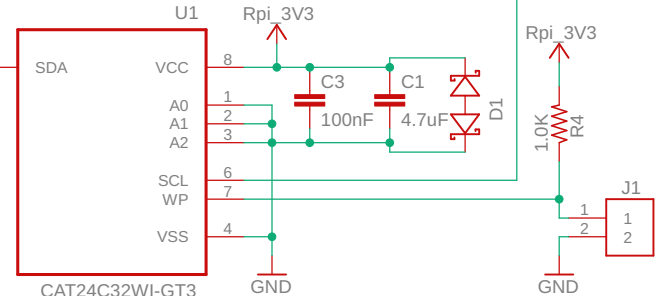 U1
Rpi_3V3
Rpi_3V3
SDA
VCC
8
C3
C1
D1
A0
1
100nF
4.7uF
A1
2
A2
3
1.0K
R4
SCL
6
WP
7
J1
1
1
2
2
VSS
4
GND
GND
CAT24C32WI-GT3